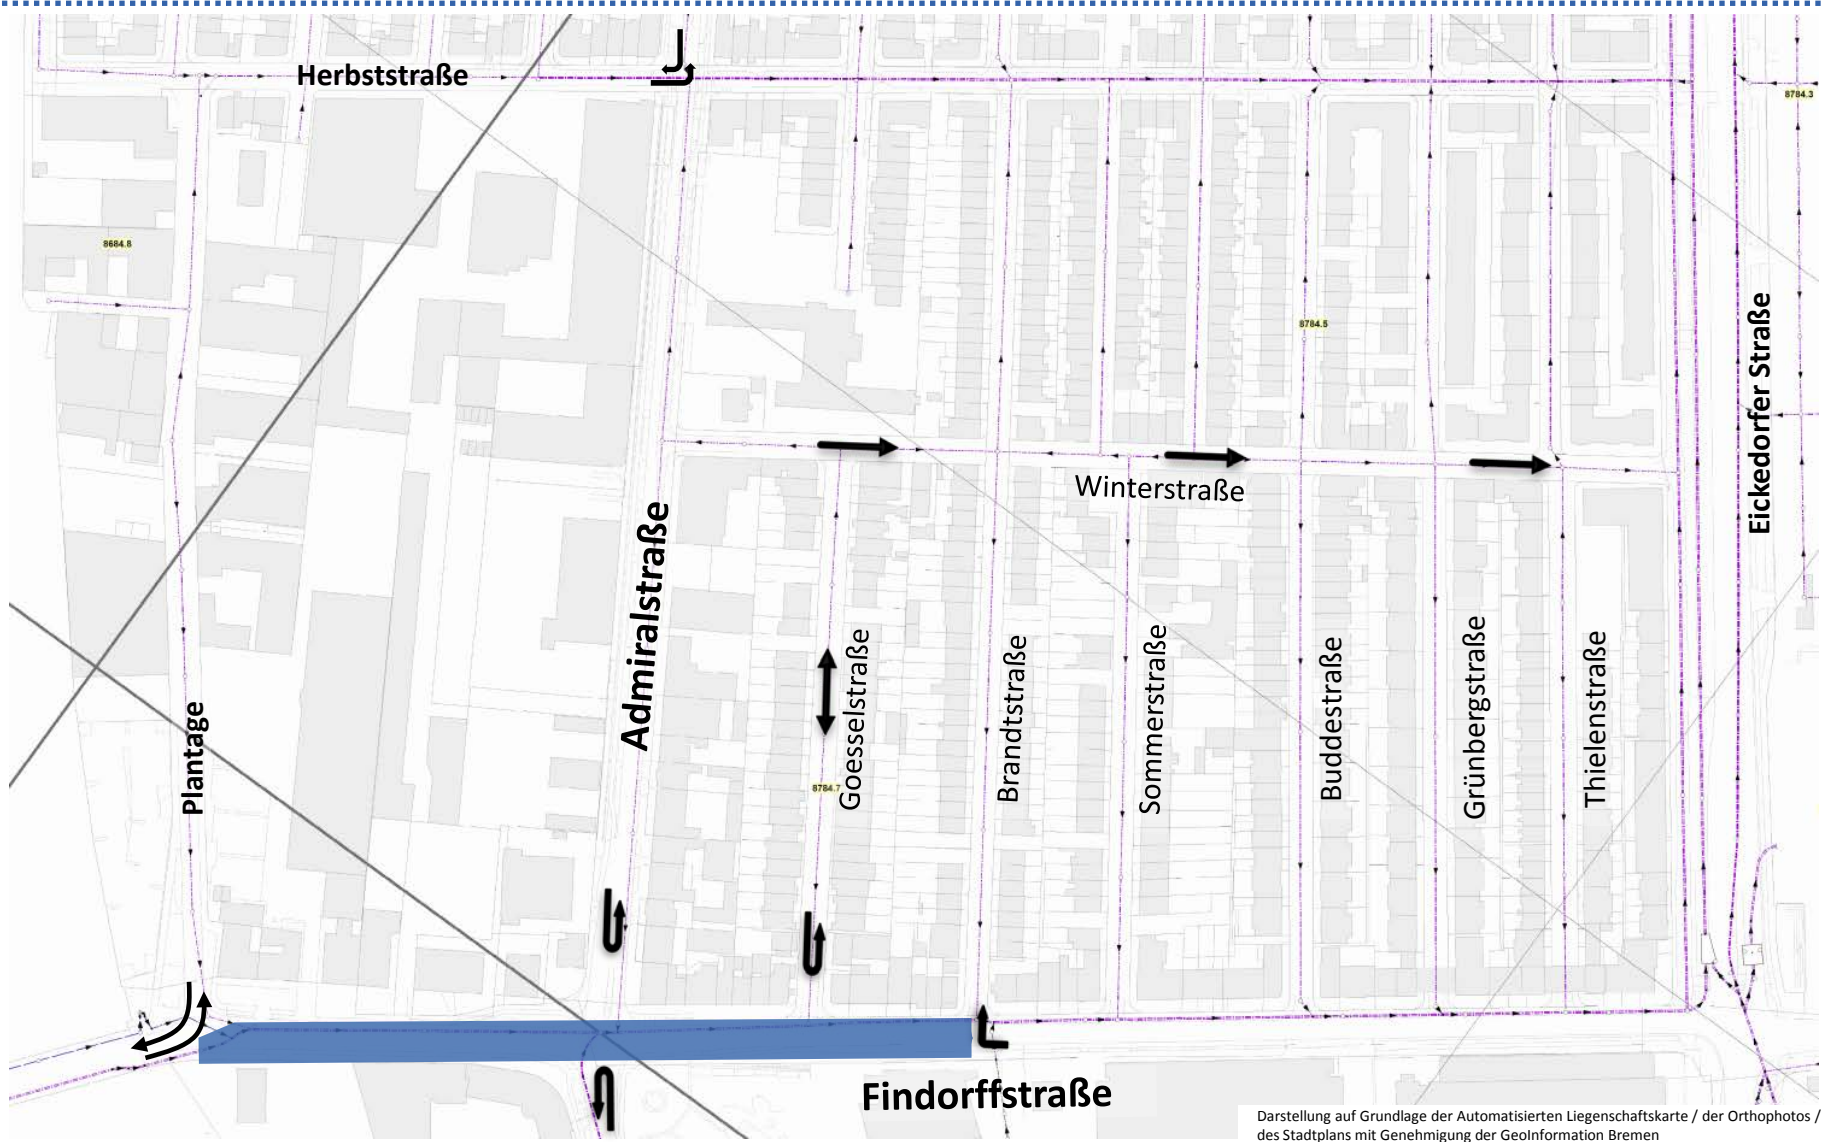 Herbststraße
8784.3
8684.8
8784.5
Eickedorfer Straße
Winterstraße
Admiralstraße
Plantage
Goesselstraße
8784.7
Brandtstraße
Sommerstraße
Buddestraße
Grünbergstraße
Thielenstraße
Findorffstraße
Darstellung auf Grundlage der Automatisierten Liegenschaftskarte / der Orthophotos /
des Stadtplans mit Genehmigung der GeoInformation Bremen